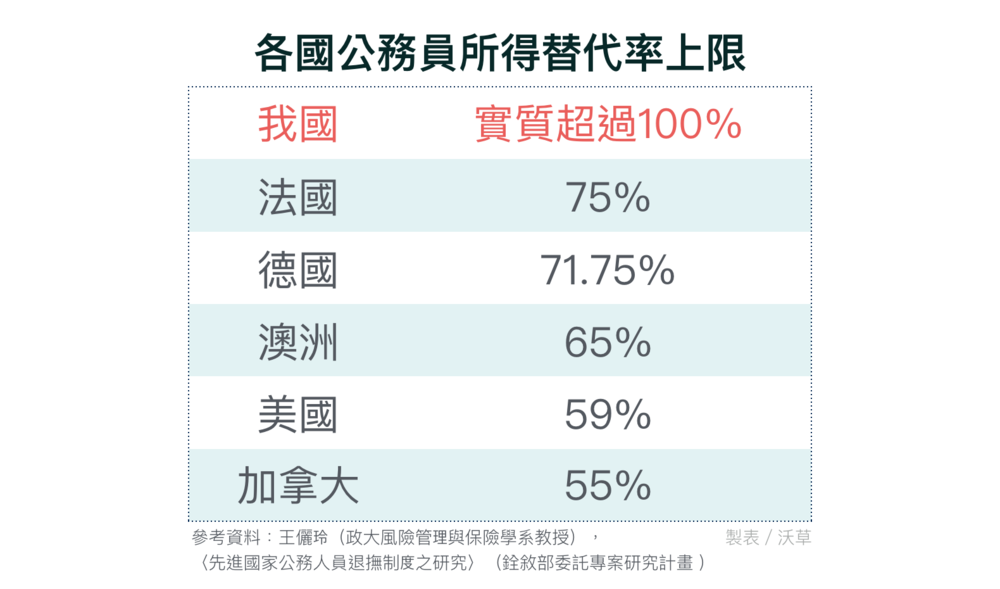 各國公務員所得替代率上限
我國 實質超過100%
法國 75%
德國 71.75%
澳洲 65%
美國 59%
加拿大 55%
參考資料：王儷玲（政大風險管理與保險學系教授），
〈先進國家公務人員退撫制度之研究〉（銓敘部委託專案研究計畫）
製表 / 沃草